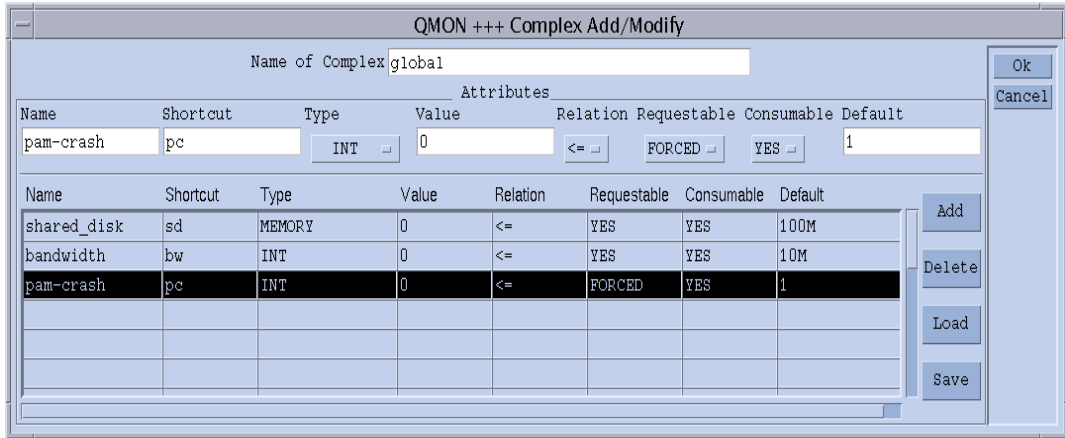 QMON +++ Complex Add/Modify
Name of Complex global
Ok
Attributes
Cancel
Name Shortcut Type Value Relation Requestable Consumable Default
pam-crash pc INT 0 <= FORCED YES 1
Name Shortcut Type Value Relation Requestable Consumable Default
Add
shared_disk sd MEMORY 0 <= YES YES 100M
bandwidth bw INT 0 <= YES YES 10M
Delete
pam-crash pc INT 0 <= FORCED YES 1
Load
Save